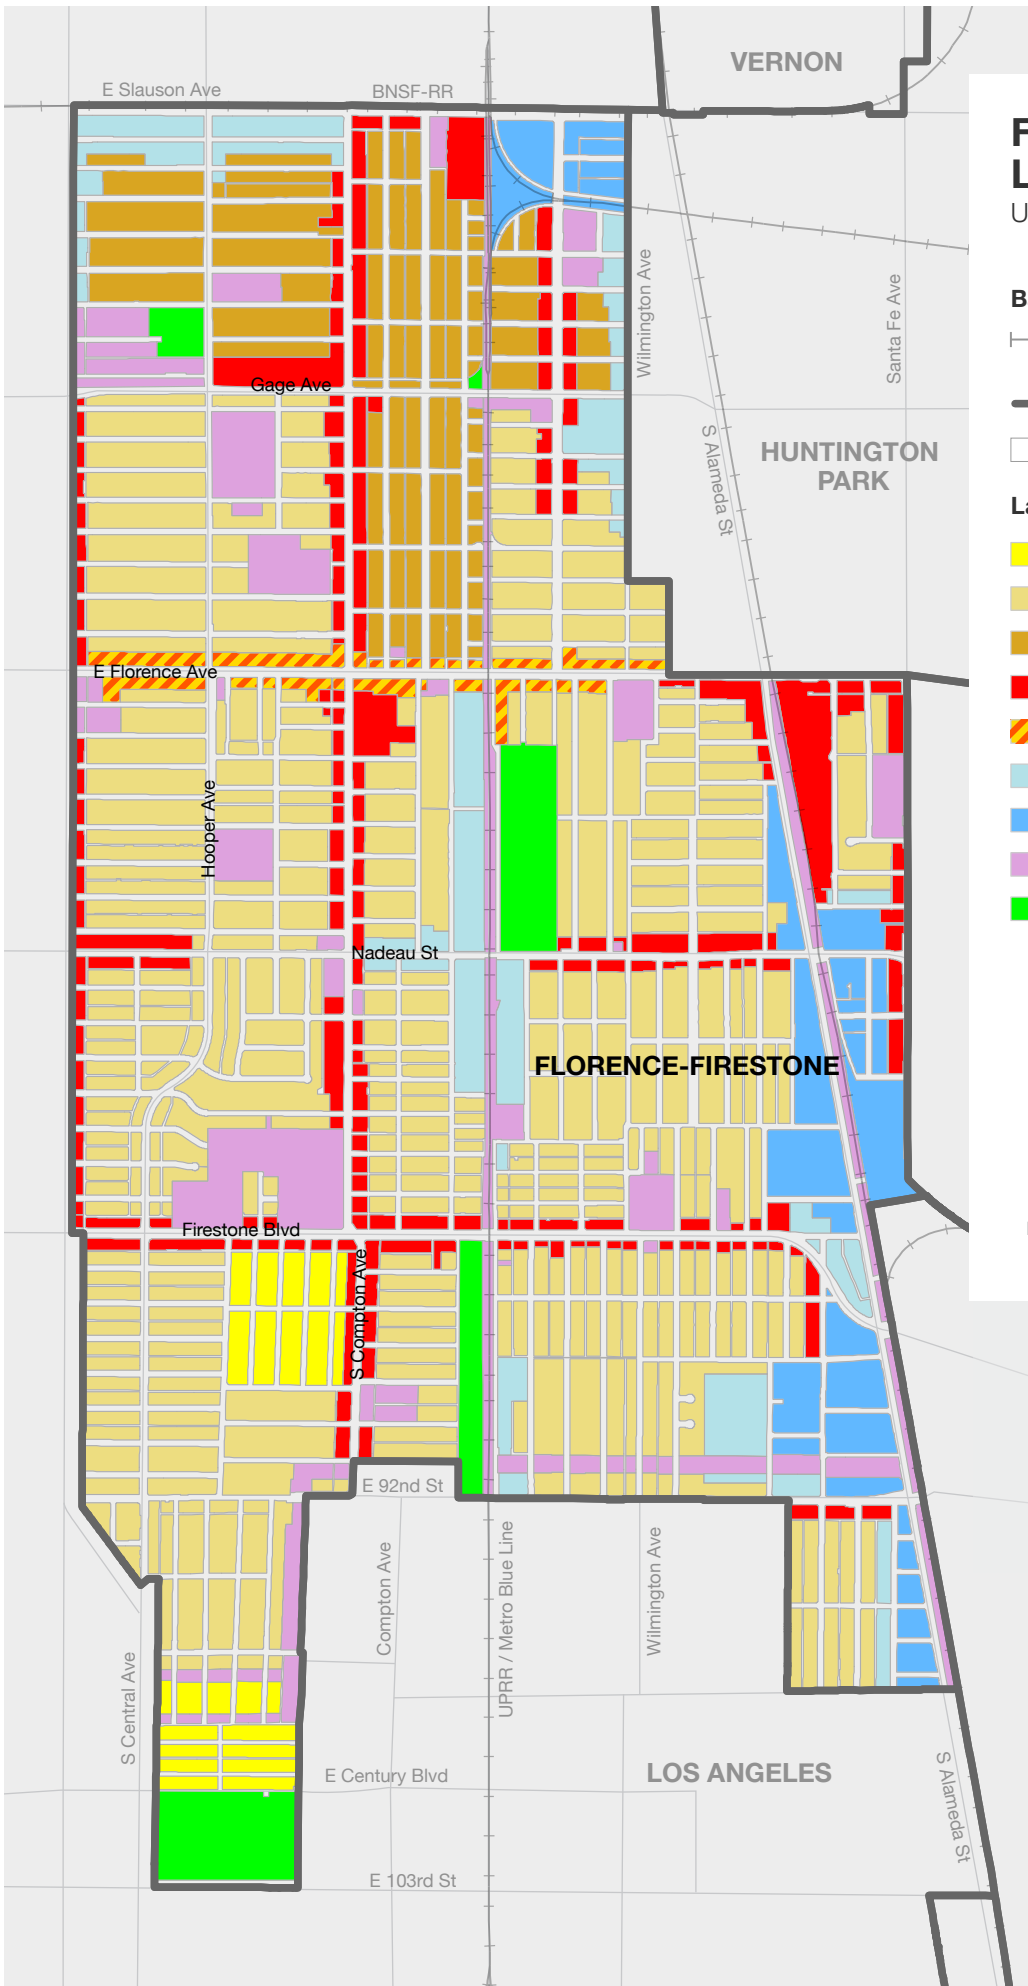 VERNON
E Slauson Ave
BNSF-RR
F
L
U
Wilmington Ave
Santa Fe Ave
B
Gage Ave
S Alameda St
HUNTINGTON
PARK
La
E Florence Ave
Hooper Ave
Nadeau St
FLORENCE-FIRESTONE
Firestone Blvd
S Compton Ave
E 92nd St
Compton Ave
UPRR / Metro Blue Line
Wilmington Ave
S Central Ave
E Century Blvd
LOS ANGELES
S Alameda St
E 103rd St